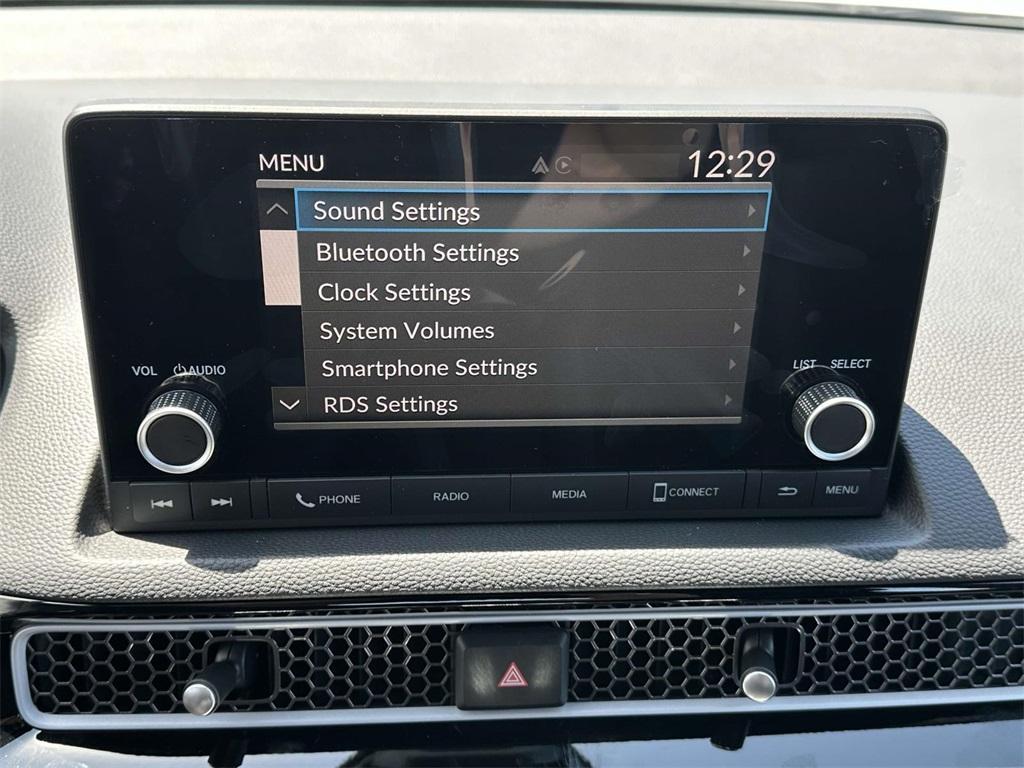 MENU 12:29
Sound Settings
Bluetooth Settings
Clock Settings
System Volumes
Smartphone Settings
RDS Settings
VOL AUDIO LIST SELECT
PHONE RADIO MEDIA CONNECT MENU